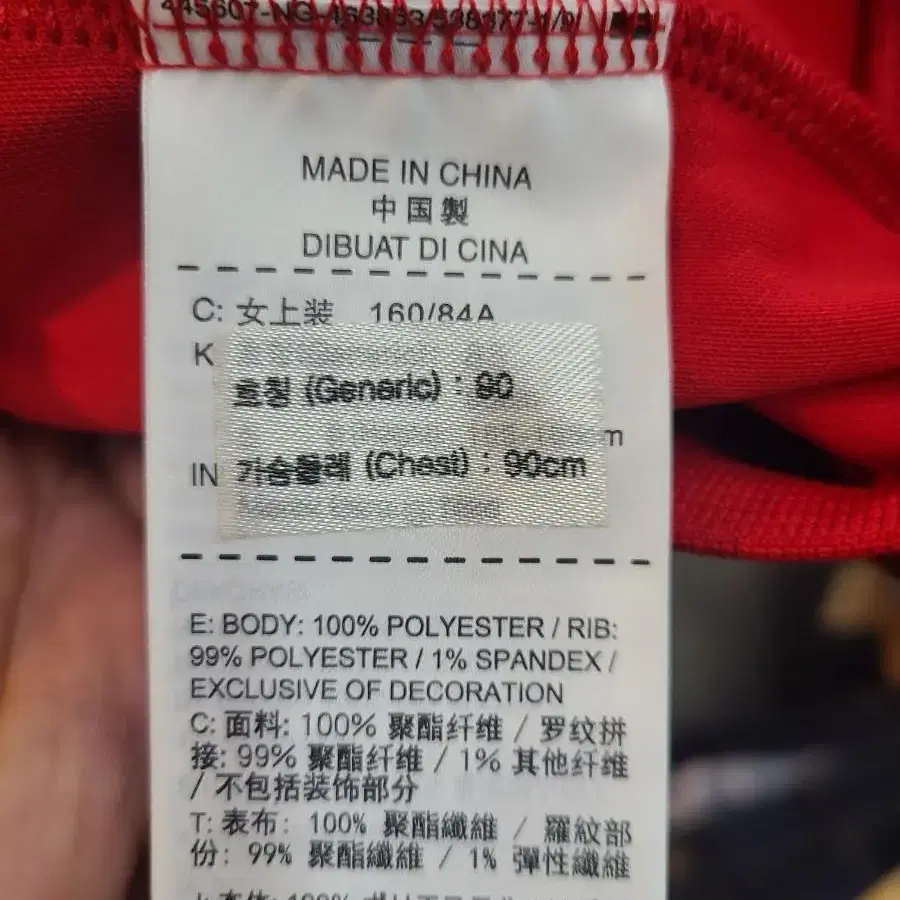 MADE IN CHINA
中国製
DIBUAT DI CINA
C: 女上装 160/84A
K
호칭 (Generic) : 90
m
IN 가슴둘레 (Chest) : 90cm
E: BODY: 100% POLYESTER / RIB:
99% POLYESTER / 1% SPANDEX /
EXCLUSIVE OF DECORATION
C: 面料: 100% 聚酯纤维 / 罗纹拼
接: 99% 聚酯纤维 / 1% 其他纤维
/ 不包括装饰部分
T: 表布: 100% 聚酯纖維 / 羅紋部
份: 99% 聚酯纖維 / 1% 彈性纖維